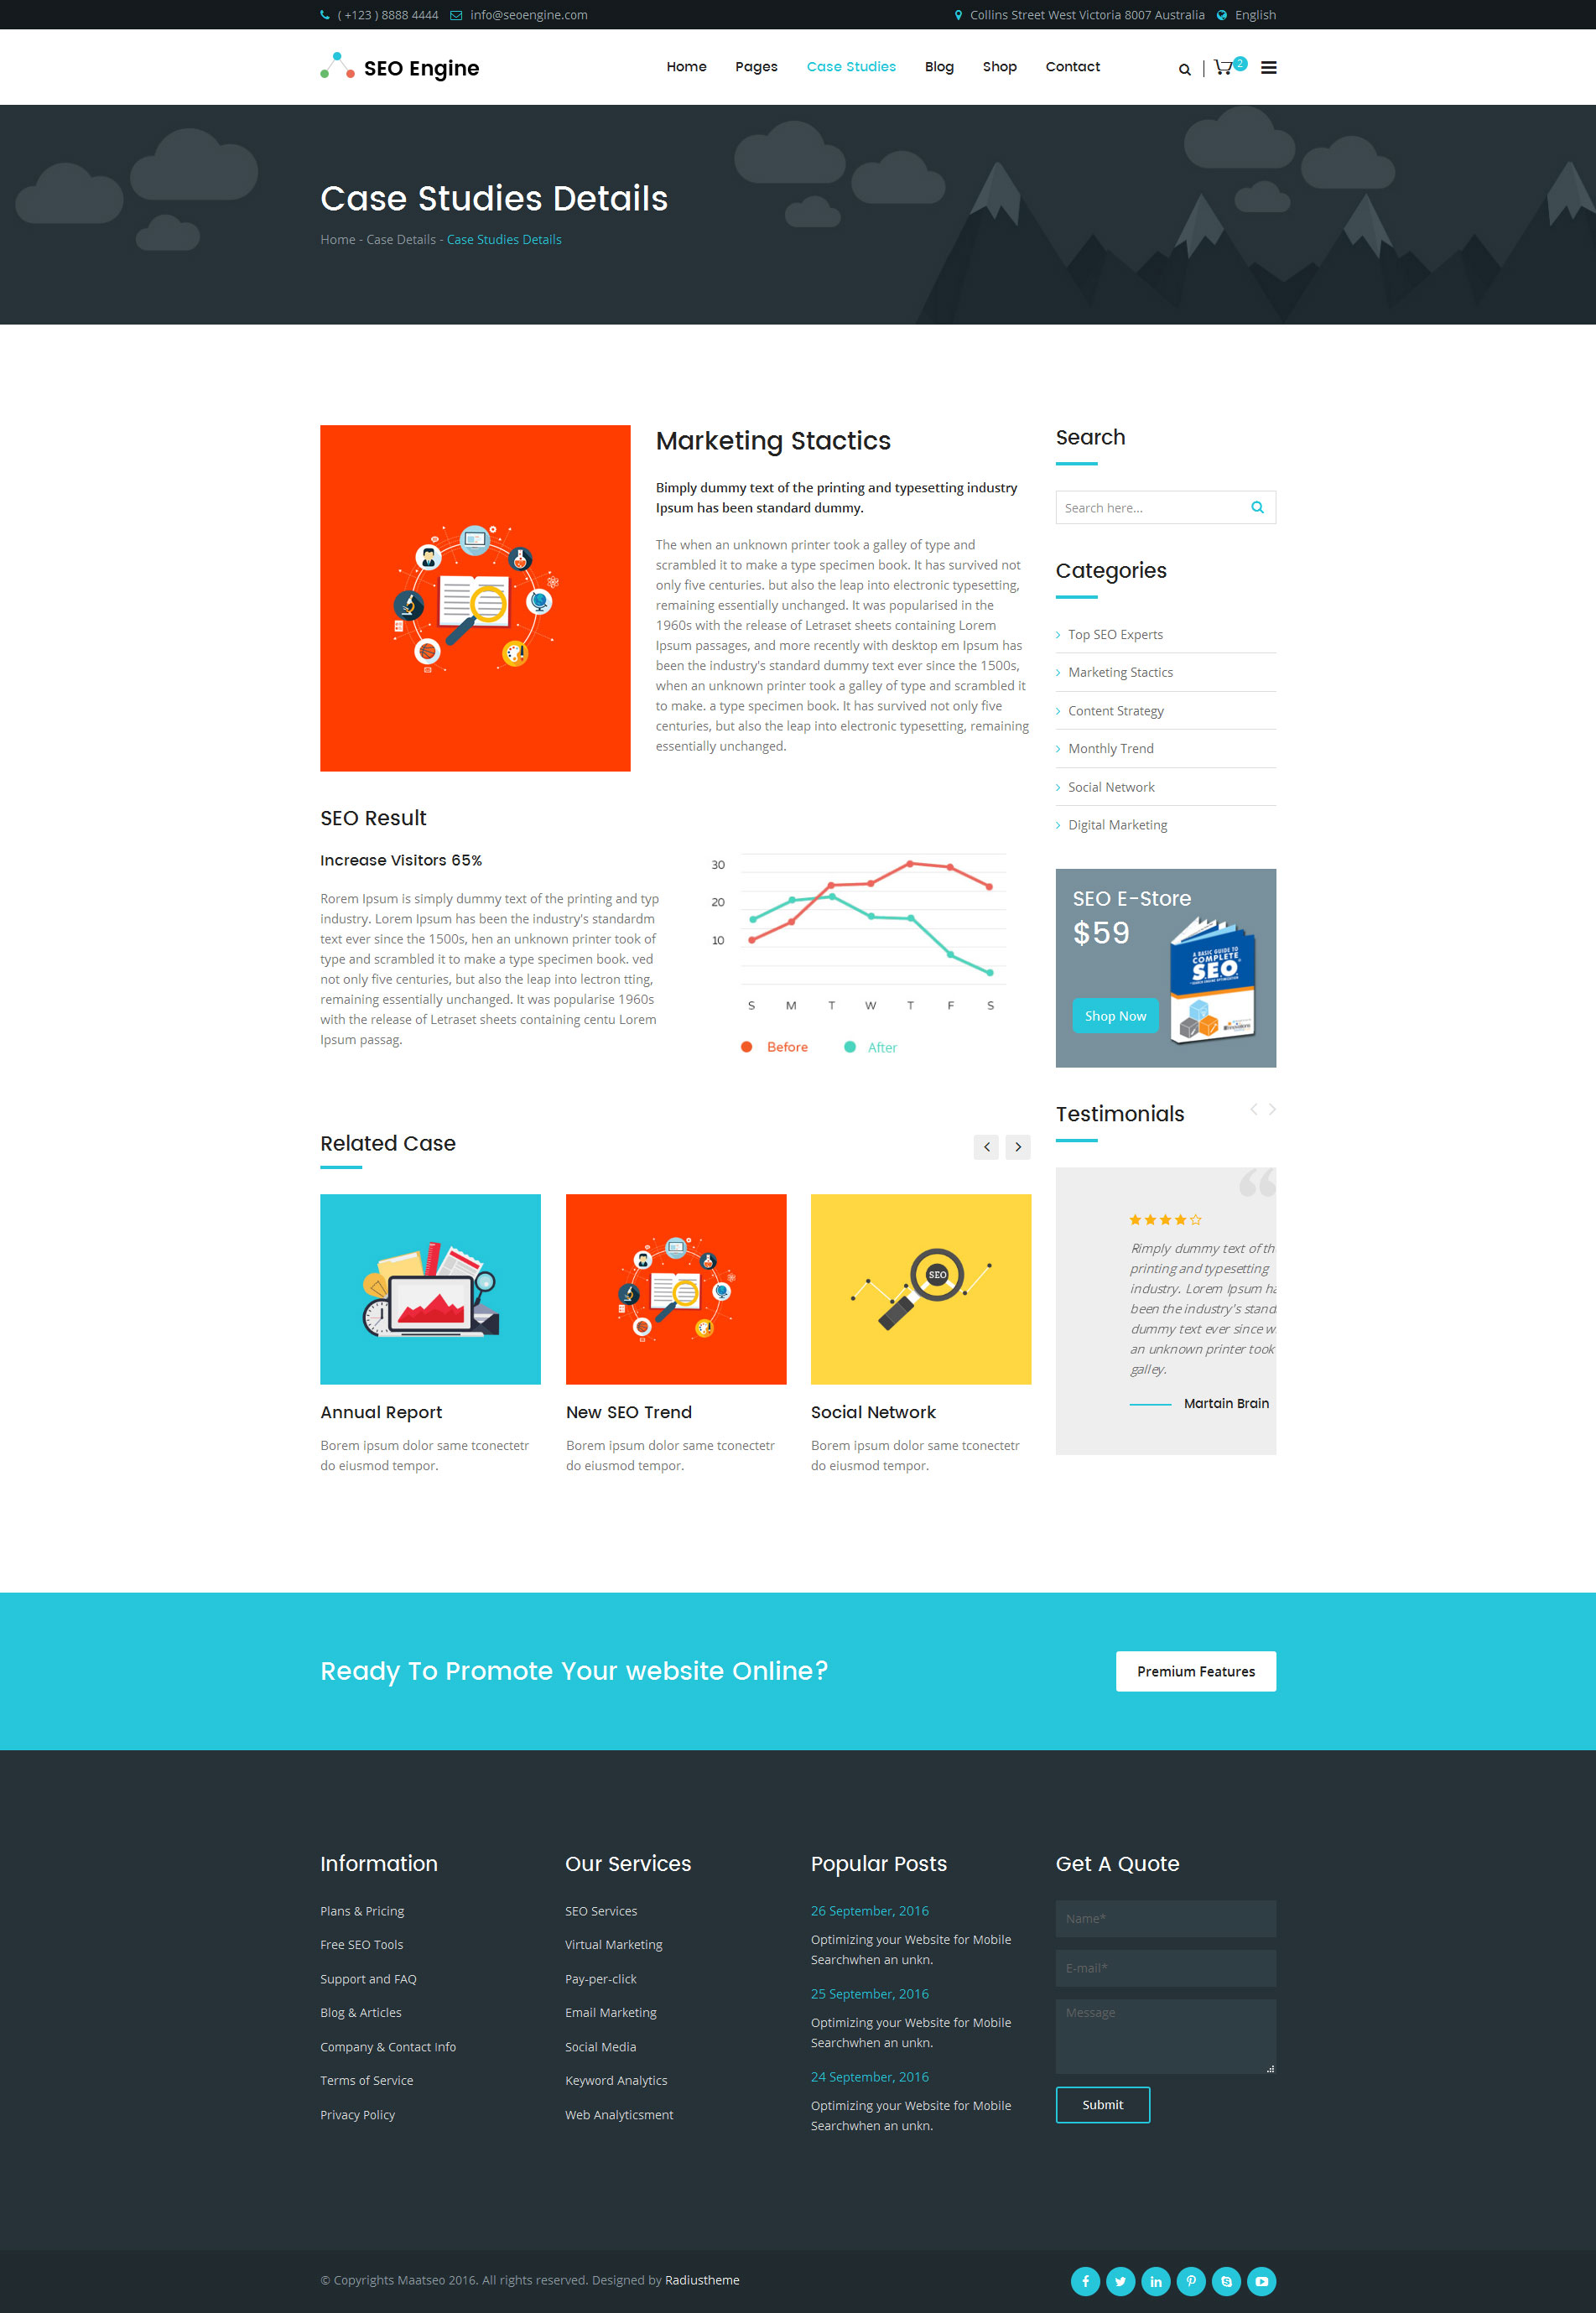 ( +123 ) 8888 4444 info@seoengine.com Collins Street West Victoria 8007 Australia English
SEO Engine Home Pages Case Studies Blog Shop Contact 2
Case Studies Details
Home - Case Details - Case Studies Details
Marketing Stactics
Bimply dummy text of the printing and typesetting industry
Ipsum has been standard dummy.
The when an unknown printer took a galley of type and
scrambled it to make a type specimen book. It has survived not
only five centuries. but also the leap into electronic typesetting,
remaining essentially unchanged. It was popularised in the
1960s with the release of Letraset sheets containing Lorem
Ipsum passages, and more recently with desktop em Ipsum has
been the industry's standard dummy text ever since the 1500s,
when an unknown printer took a galley of type and scrambled it
to make. a type specimen book. It has survived not only five
centuries, but also the leap into electronic typesetting, remaining
essentially unchanged.
SEO Result
Increase Visitors 65%
Rorem Ipsum is simply dummy text of the printing and typ
industry. Lorem Ipsum has been the industry's standardm
text ever since the 1500s, hen an unknown printer took of
type and scrambled it to make a type specimen book. ved
not only five centuries, but also the leap into lectron tting,
remaining essentially unchanged. It was popularise 1960s
with the release of Letraset sheets containing centu Lorem
Ipsum passag.
30
20
10
S M T W T F S
Before After
Related Case
SEO
Annual Report
Borem ipsum dolor same tconectetr
do eiusmod tempor.
New SEO Trend
Borem ipsum dolor same tconectetr
do eiusmod tempor.
Social Network
Borem ipsum dolor same tconectetr
do eiusmod tempor.
Search
Search here...
Categories
Top SEO Experts
Marketing Stactics
Content Strategy
Monthly Trend
Social Network
Digital Marketing
SEO E-Store
$59
A BASIC GUIDE TO
COMPLETE
S.E.O.
Shop Now
Testimonials
Rimply dummy text of th
printing and typesetting
industry. Lorem Ipsum ha
been the industry's stand
dummy text ever since w
an unknown printer took
galley.
Martain Brain
Ready To Promote Your website Online?
Premium Features
Information
Plans & Pricing
Free SEO Tools
Support and FAQ
Blog & Articles
Company & Contact Info
Terms of Service
Privacy Policy
Our Services
SEO Services
Virtual Marketing
Pay-per-click
Email Marketing
Social Media
Keyword Analytics
Web Analyticsment
Popular Posts
26 September, 2016
Optimizing your Website for Mobile
Searchwhen an unkn.
25 September, 2016
Optimizing your Website for Mobile
Searchwhen an unkn.
24 September, 2016
Optimizing your Website for Mobile
Searchwhen an unkn.
Get A Quote
Name*
E-mail*
Message
Submit
© Copyrights Maatseo 2016. All rights reserved. Designed by Radiustheme